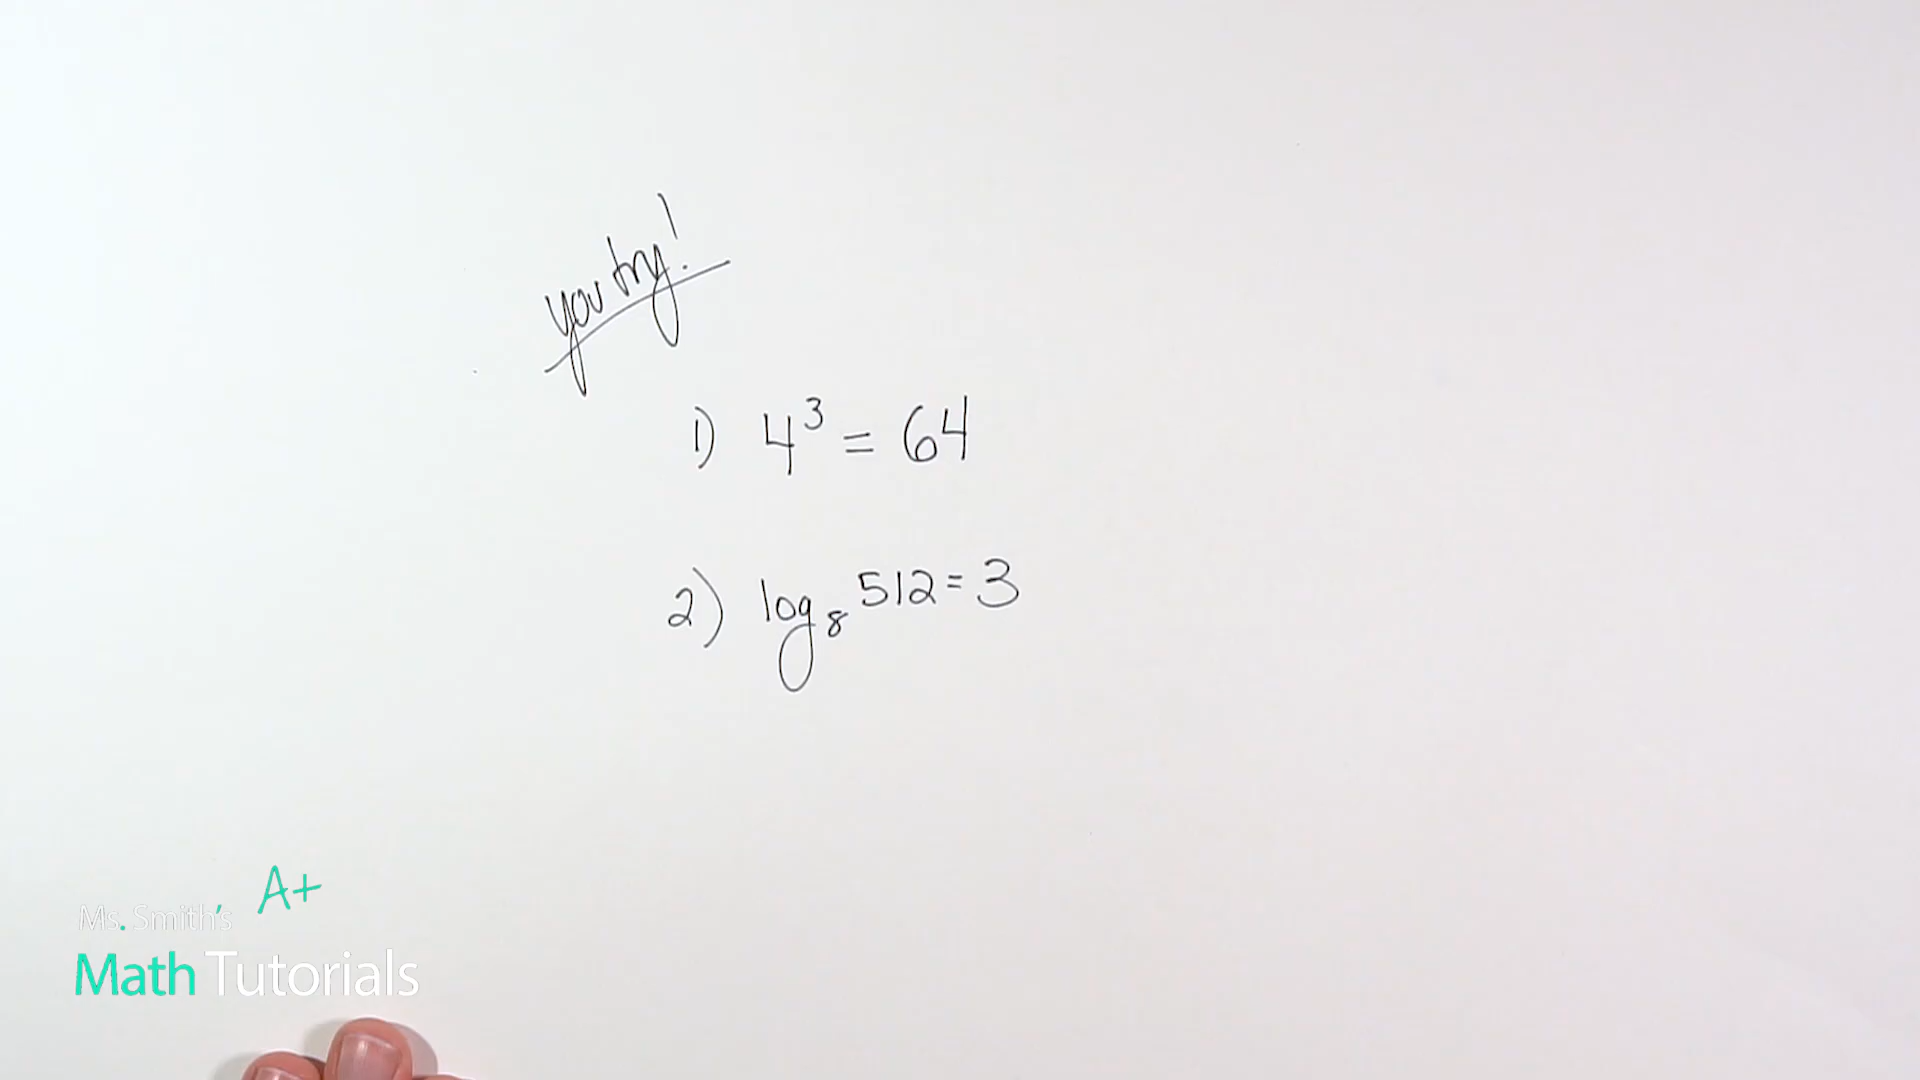 you try!
1) 4³ = 64
2) log₈ 512 = 3
A+
Ms. Smith's
Math Tutorials